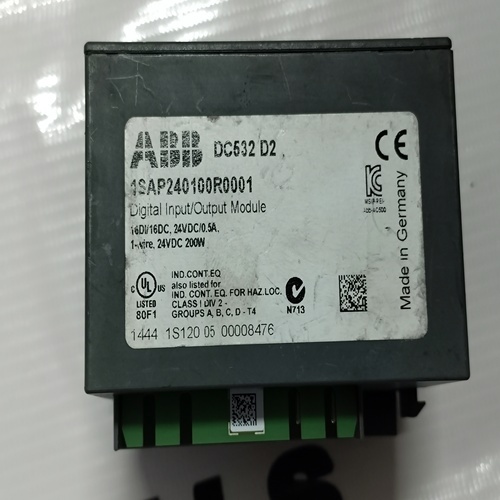 ABB DC532 D2
1SAP240100R0001
Digital Input/Output Module
16DI/16DC, 24VDC/0.5A,
1-wire, 24VDC 200W
CE
C UL US
LISTED
80F1
IND.CONT.EQ
also listed for
IND. CONT. EQ. FOR HAZ.LOC.
CLASS I DIV 2 -
GROUPS A, B, C, D - T4
N713
1444 1S120 05 00008476
Made in Germany